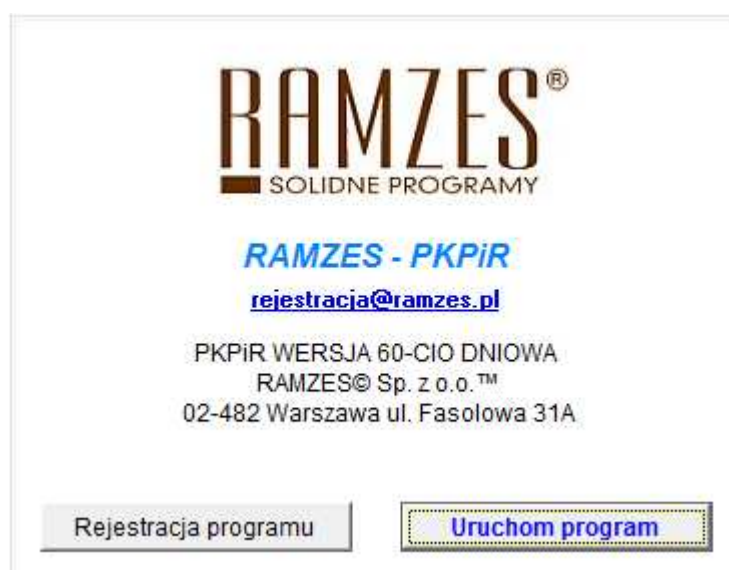 RAMZES®
SOLIDNE PROGRAMY
RAMZES - PKPiR
rejestracja@ramzes.pl
PKPiR WERSJA 60-CIO DNIOWA
RAMZES© Sp. z o.o.™
02-482 Warszawa ul. Fasolowa 31A
Rejestracja programu Uruchom program